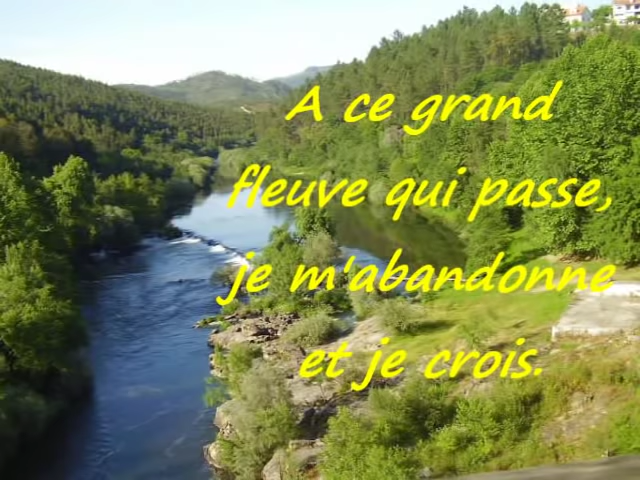 A ce grand
fleuve qui passe,
je m'abandonne
et je crois.